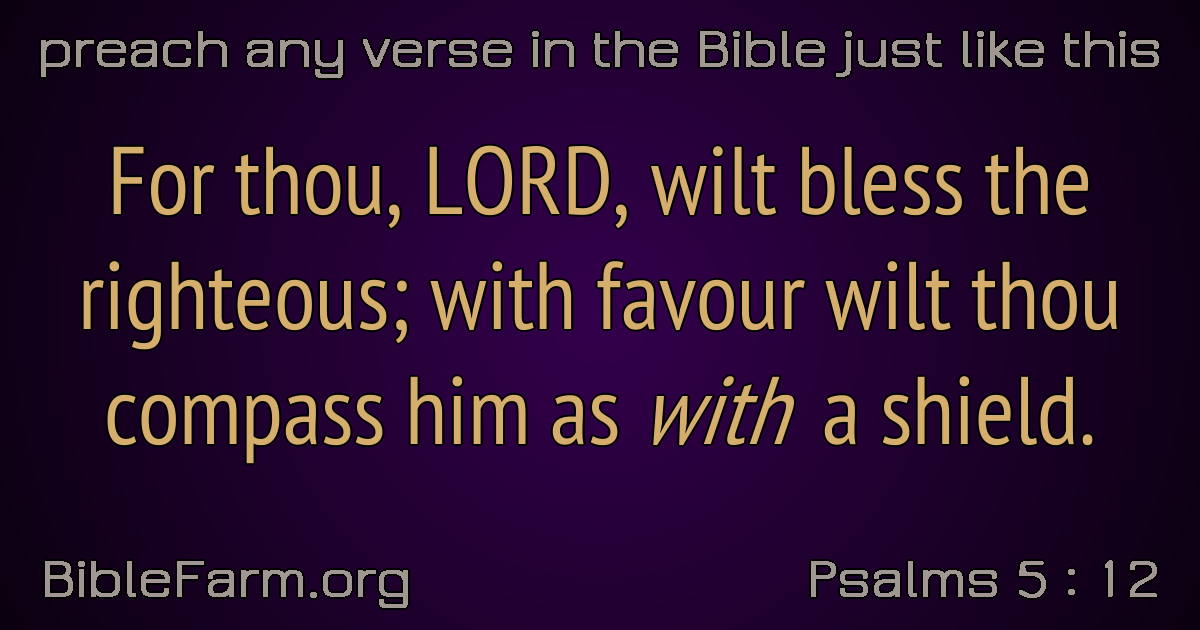 preach any verse in the Bible just like this
For thou, LORD, wilt bless the
righteous; with favour wilt thou
compass him as with a shield.
BibleFarm.org
Psalms 5 : 12